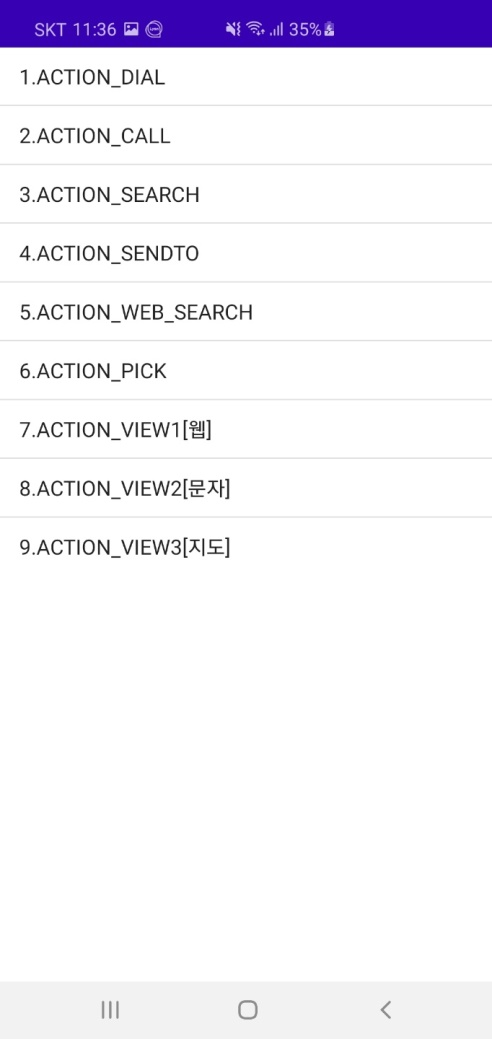 SKT 11:36 35%
1.ACTION_DIAL
2.ACTION_CALL
3.ACTION_SEARCH
4.ACTION_SENDTO
5.ACTION_WEB_SEARCH
6.ACTION_PICK
7.ACTION_VIEW1[웹]
8.ACTION_VIEW2[문자]
9.ACTION_VIEW3[지도]